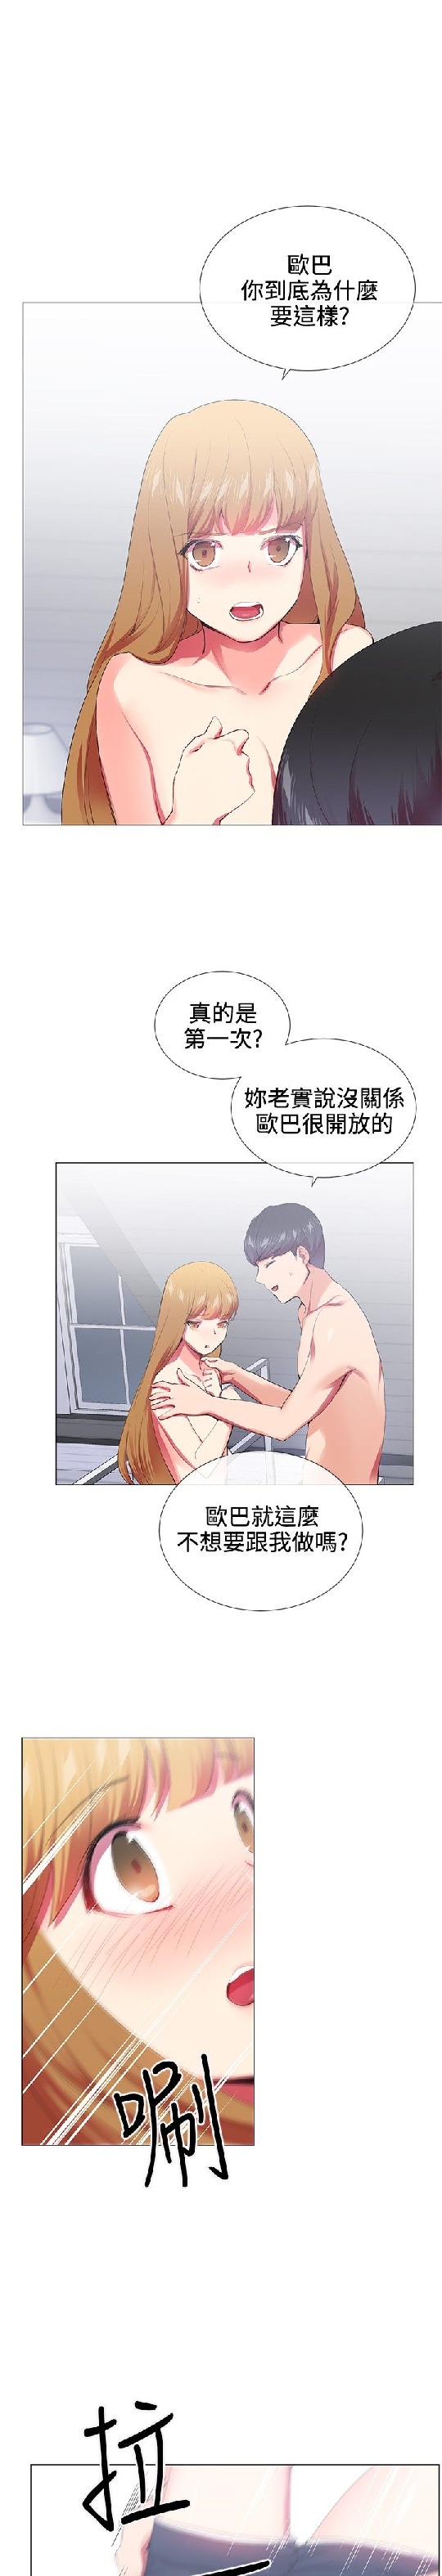 歐巴
你到底為什麼
要這樣?
真的是
第一次?
妳老實說沒關係
歐巴很開放的
歐巴就這麼
不想要跟我做嗎?
唰
拉